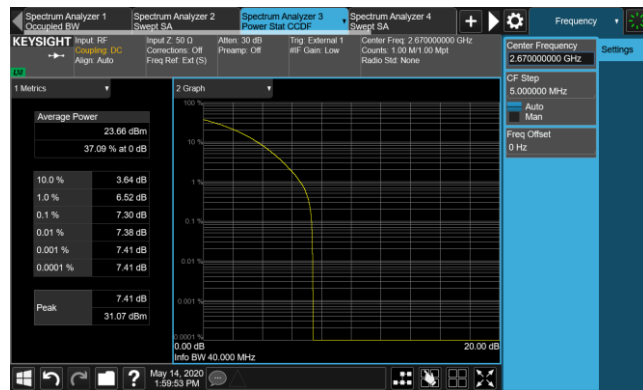 Spectrum Analyzer 1
Occupied BW
Spectrum Analyzer 2
Swept SA
Spectrum Analyzer 3
Power Stat CCDF
Spectrum Analyzer 4
Swept SA
Frequency
KEYSIGHT
Input: RF
Coupling: DC
Align: Auto
Input Z: 50 Ω
Corrections: Off
Freq Ref: Ext (S)
Atten: 30 dB
Preamp: Off
Trig: External 1
#IF Gain: Low
Center Freq: 2.670000000 GHz
Counts: 1.00 M/1.00 Mpt
Radio Std: None
Center Frequency
2.670000000 GHz
Settings
CF Step
5.000000 MHz
Auto
Man
Freq Offset
0 Hz
1 Metrics
2 Graph
Average Power
23.66 dBm
37.09 % at 0 dB
10.0 % 3.64 dB
1.0 % 6.52 dB
0.1 % 7.30 dB
0.01 % 7.38 dB
0.001 % 7.41 dB
0.0001 % 7.41 dB
Peak
7.41 dB
31.07 dBm
100 %
10 %
1 %
0.1 %
0.01 %
0.001 %
0.0001 %
0.00 dB
20.00 dB
Info BW 40.000 MHz
May 14, 2020
1:59:53 PM